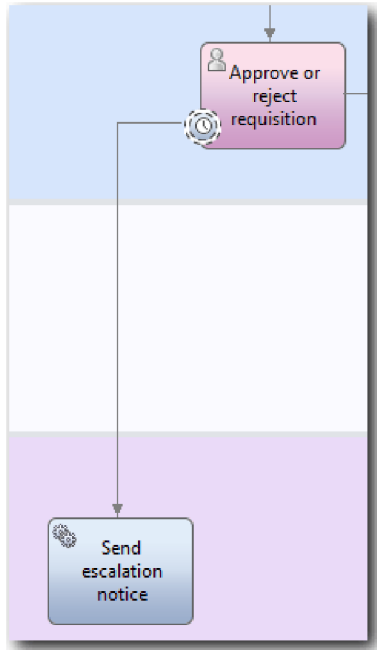 Approve or
reject
requisition
Send
escalation
notice